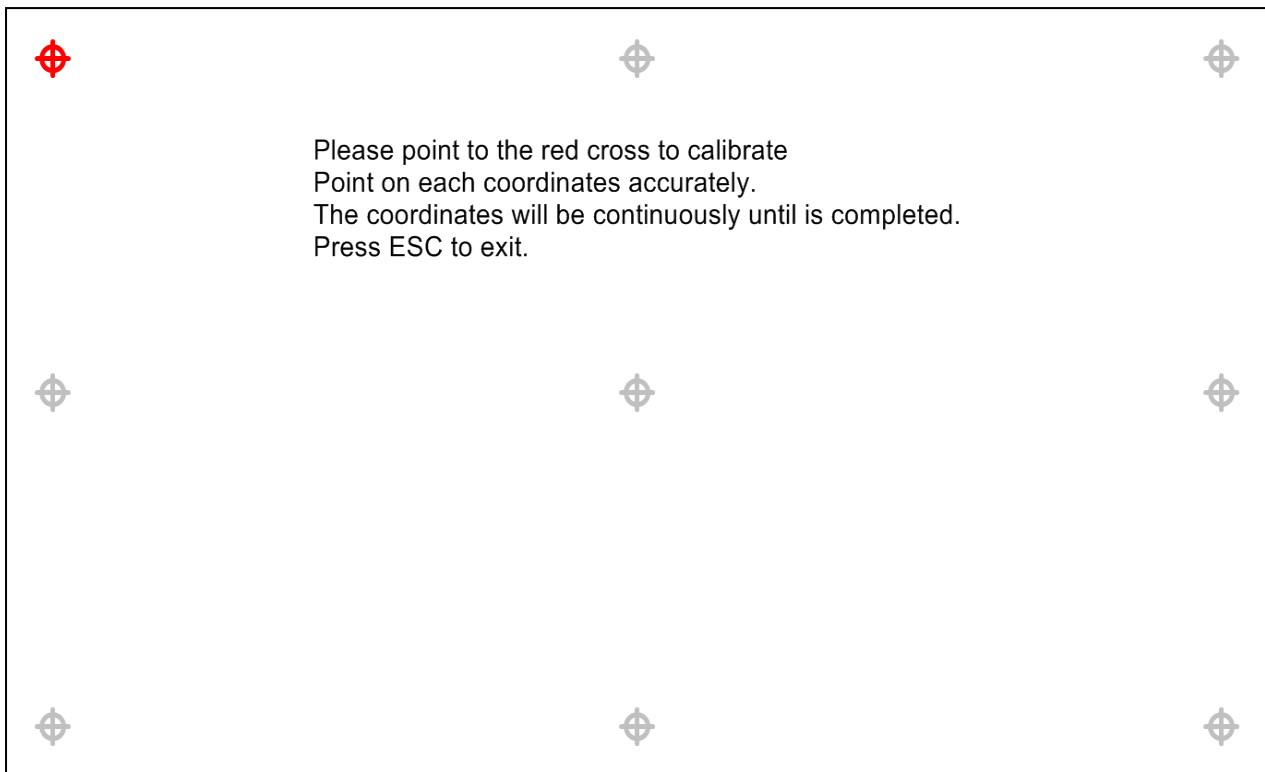 Please point to the red cross to calibrate
Point on each coordinates accurately.
The coordinates will be continuously until is completed.
Press ESC to exit.